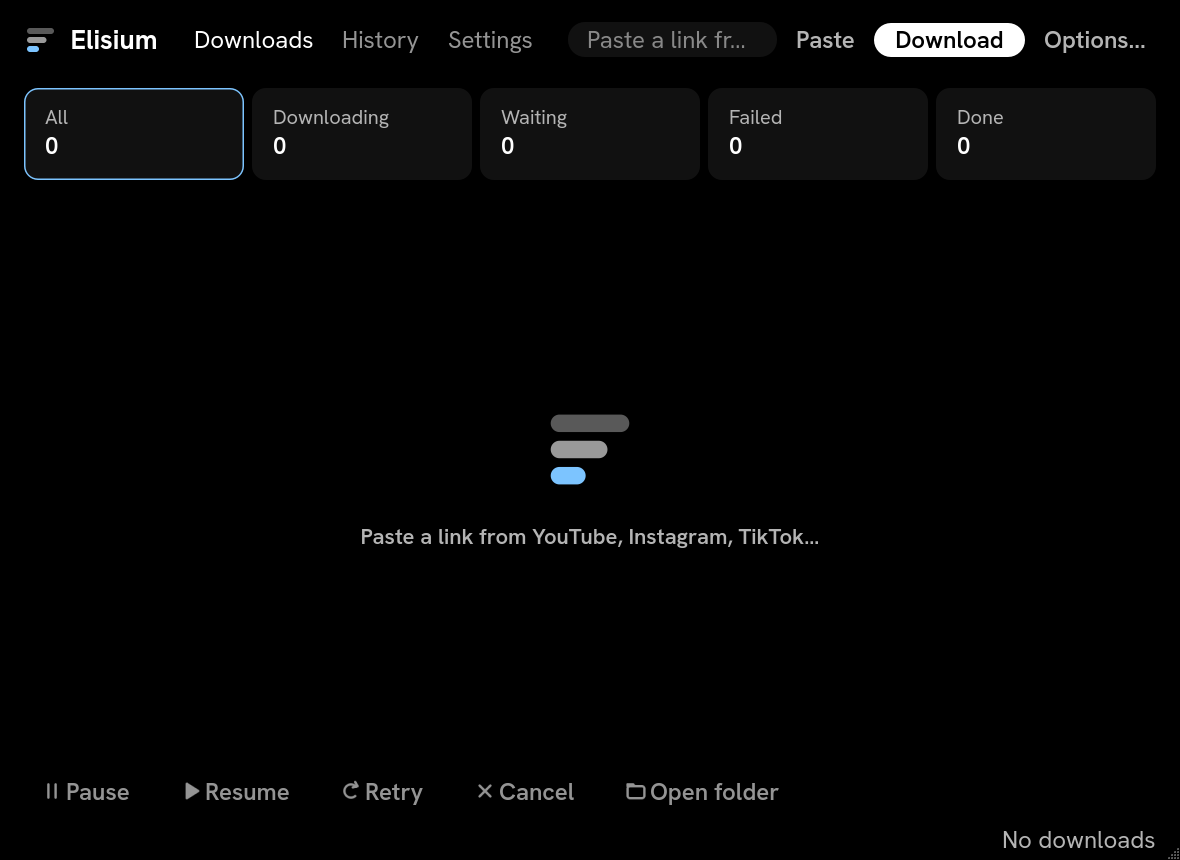 Elisium Downloads History Settings Paste a link fr... Paste Download Options...
All Downloading Waiting Failed Done
0 0 0 0 0
Paste a link from YouTube, Instagram, TikTok...
Pause Resume Retry Cancel Open folder
No downloads